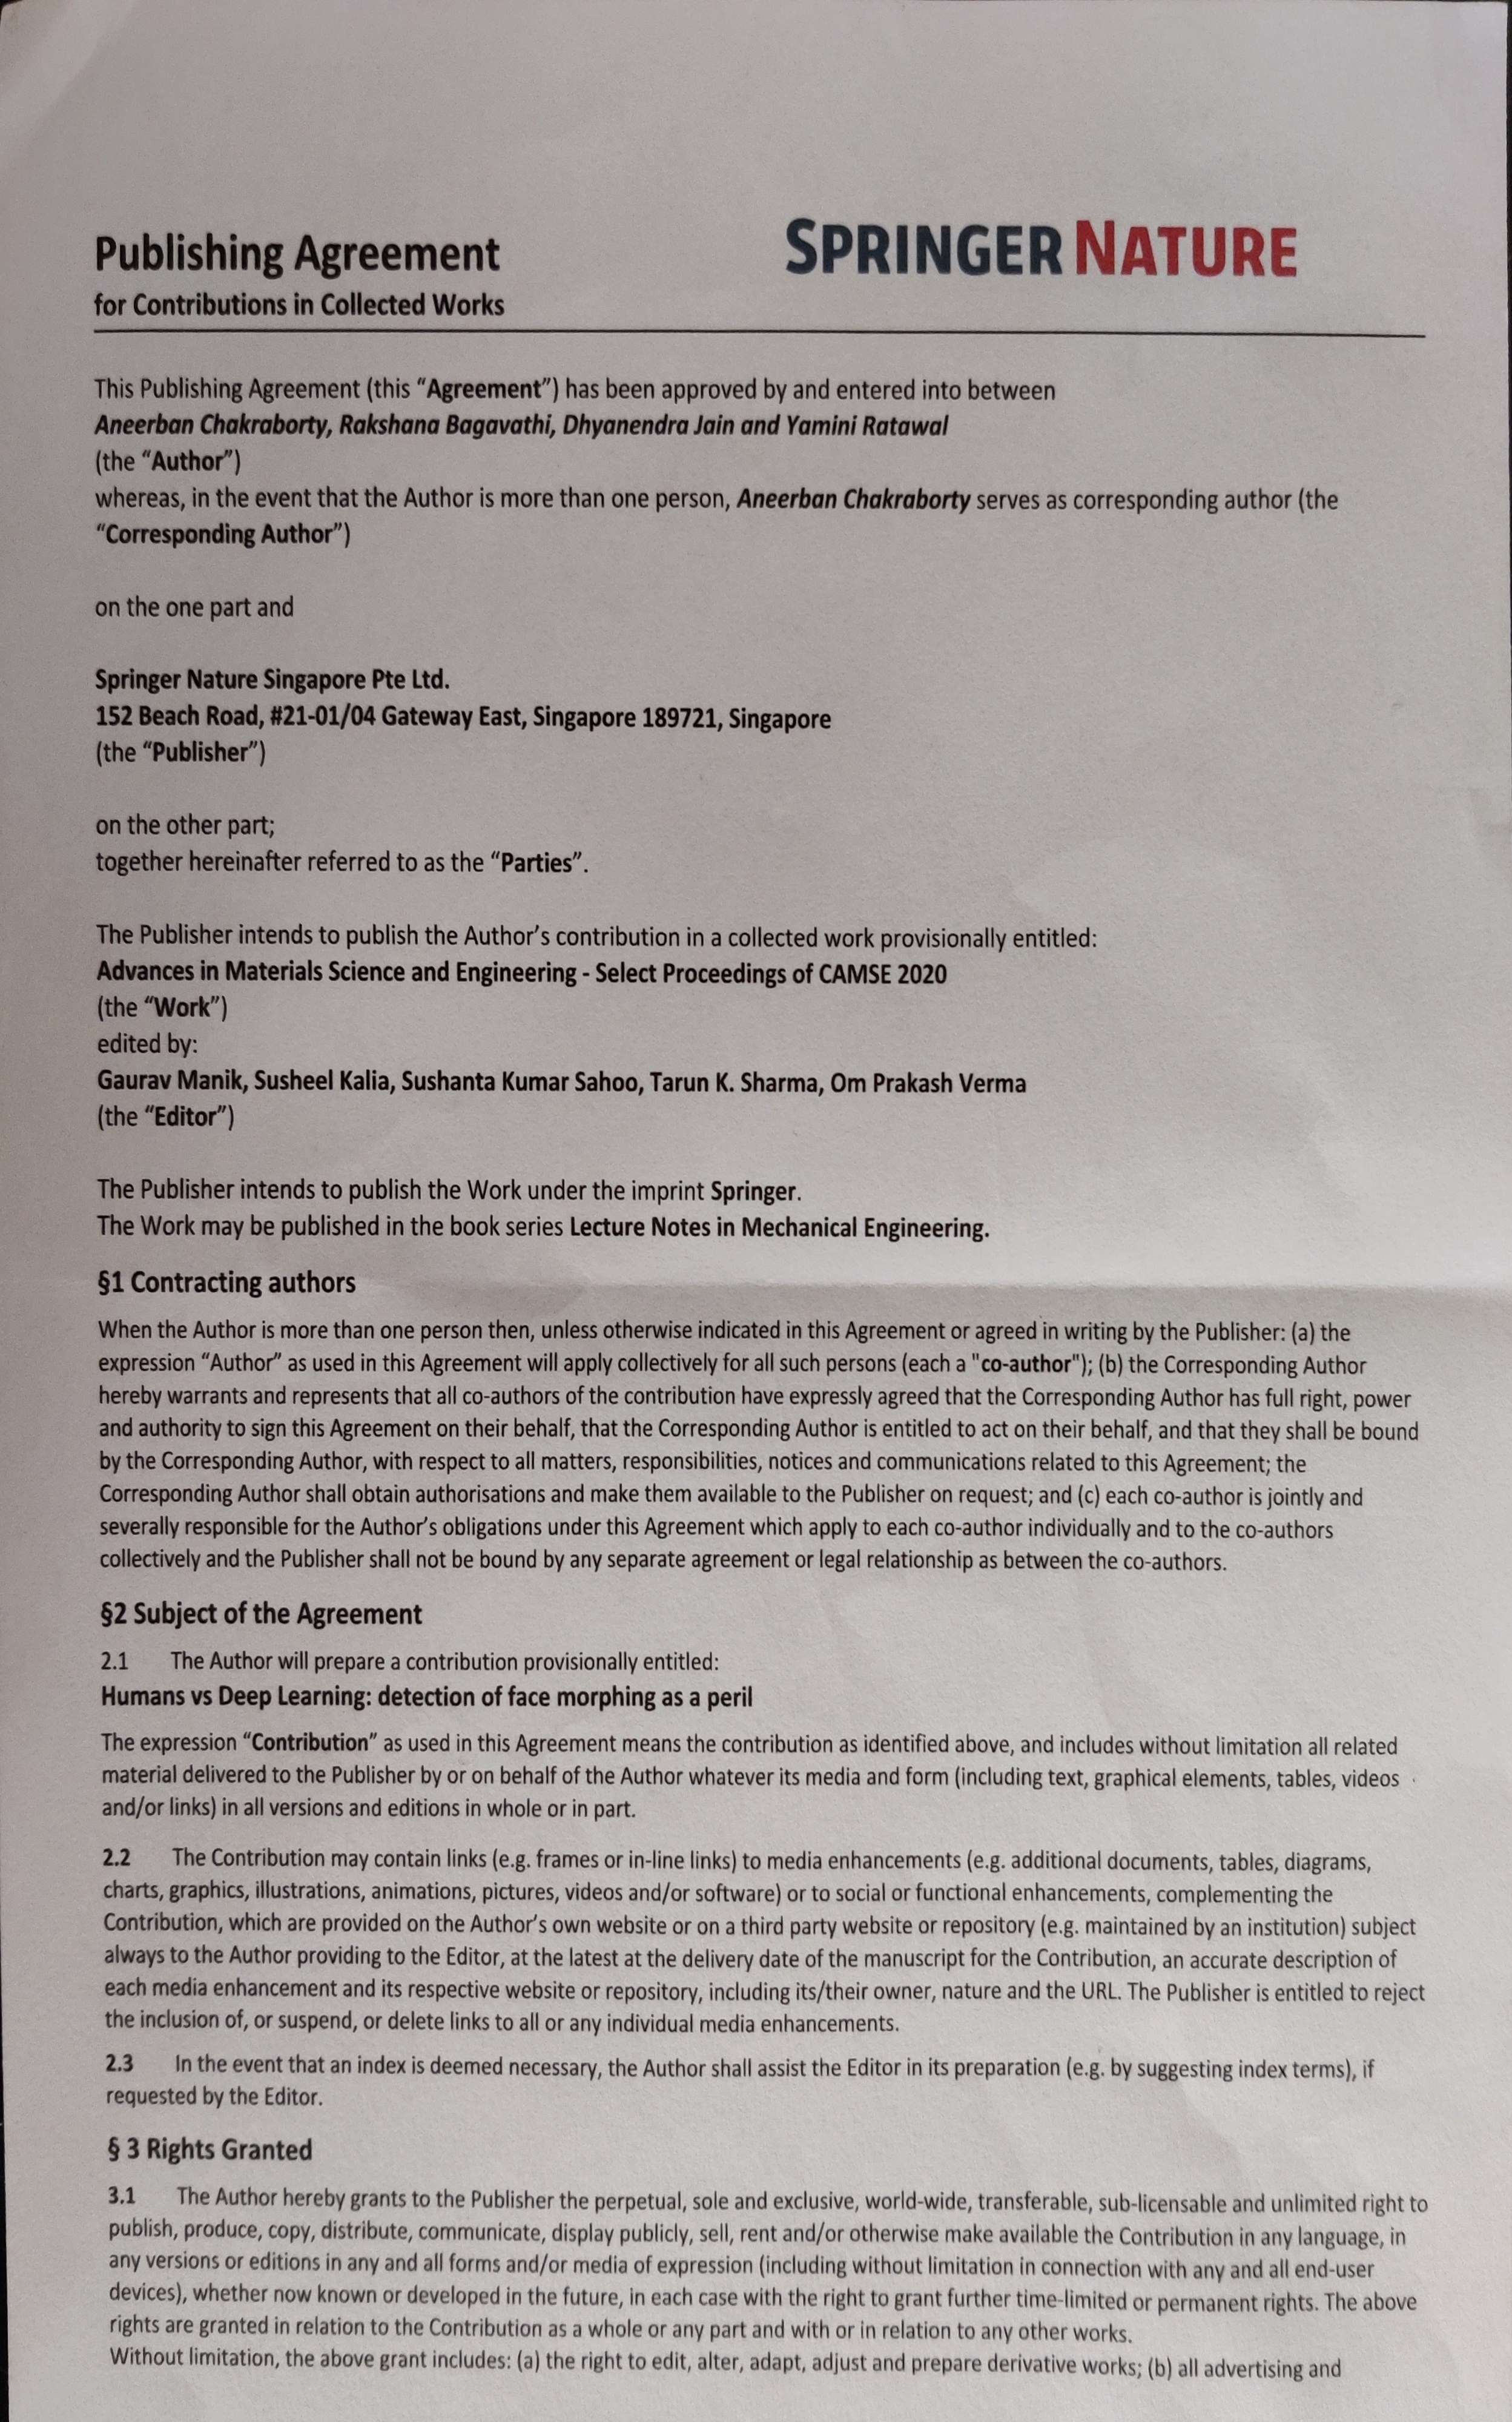 Publishing Agreement
SPRINGER NATURE
for Contributions in Collected Works
This Publishing Agreement (this “Agreement”) has been approved by and entered into between
Aneerban Chakraborty, Rakshana Bagavathi, Dhyanendra Jain and Yamini Ratawal
(the “Author”)
whereas, in the event that the Author is more than one person, Aneerban Chakraborty serves as corresponding author (the
“Corresponding Author”)
on the one part and
Springer Nature Singapore Pte Ltd.
152 Beach Road, #21-01/04 Gateway East, Singapore 189721, Singapore
(the “Publisher”)
on the other part;
together hereinafter referred to as the “Parties”.
The Publisher intends to publish the Author’s contribution in a collected work provisionally entitled:
Advances in Materials Science and Engineering - Select Proceedings of CAMSE 2020
(the “Work”)
edited by:
Gaurav Manik, Susheel Kalia, Sushanta Kumar Sahoo, Tarun K. Sharma, Om Prakash Verma
(the “Editor”)
The Publisher intends to publish the Work under the imprint Springer.
The Work may be published in the book series Lecture Notes in Mechanical Engineering.
§1 Contracting authors
When the Author is more than one person then, unless otherwise indicated in this Agreement or agreed in writing by the Publisher: (a) the
expression “Author” as used in this Agreement will apply collectively for all such persons (each a "co-author"); (b) the Corresponding Author
hereby warrants and represents that all co-authors of the contribution have expressly agreed that the Corresponding Author has full right, power
and authority to sign this Agreement on their behalf, that the Corresponding Author is entitled to act on their behalf, and that they shall be bound
by the Corresponding Author, with respect to all matters, responsibilities, notices and communications related to this Agreement; the
Corresponding Author shall obtain authorisations and make them available to the Publisher on request; and (c) each co-author is jointly and
severally responsible for the Author’s obligations under this Agreement which apply to each co-author individually and to the co-authors
collectively and the Publisher shall not be bound by any separate agreement or legal relationship as between the co-authors.
§2 Subject of the Agreement
2.1 The Author will prepare a contribution provisionally entitled:
Humans vs Deep Learning: detection of face morphing as a peril
The expression “Contribution” as used in this Agreement means the contribution as identified above, and includes without limitation all related
material delivered to the Publisher by or on behalf of the Author whatever its media and form (including text, graphical elements, tables, videos
and/or links) in all versions and editions in whole or in part.
2.2 The Contribution may contain links (e.g. frames or in-line links) to media enhancements (e.g. additional documents, tables, diagrams,
charts, graphics, illustrations, animations, pictures, videos and/or software) or to social or functional enhancements, complementing the
Contribution, which are provided on the Author’s own website or on a third party website or repository (e.g. maintained by an institution) subject
always to the Author providing to the Editor, at the latest at the delivery date of the manuscript for the Contribution, an accurate description of
each media enhancement and its respective website or repository, including its/their owner, nature and the URL. The Publisher is entitled to reject
the inclusion of, or suspend, or delete links to all or any individual media enhancements.
2.3 In the event that an index is deemed necessary, the Author shall assist the Editor in its preparation (e.g. by suggesting index terms), if
requested by the Editor.
§ 3 Rights Granted
3.1 The Author hereby grants to the Publisher the perpetual, sole and exclusive, world-wide, transferable, sub-licensable and unlimited right to
publish, produce, copy, distribute, communicate, display publicly, sell, rent and/or otherwise make available the Contribution in any language, in
any versions or editions in any and all forms and/or media of expression (including without limitation in connection with any and all end-user
devices), whether now known or developed in the future, in each case with the right to grant further time-limited or permanent rights. The above
rights are granted in relation to the Contribution as a whole or any part and with or in relation to any other works.
Without limitation, the above grant includes: (a) the right to edit, alter, adapt, adjust and prepare derivative works; (b) all advertising and